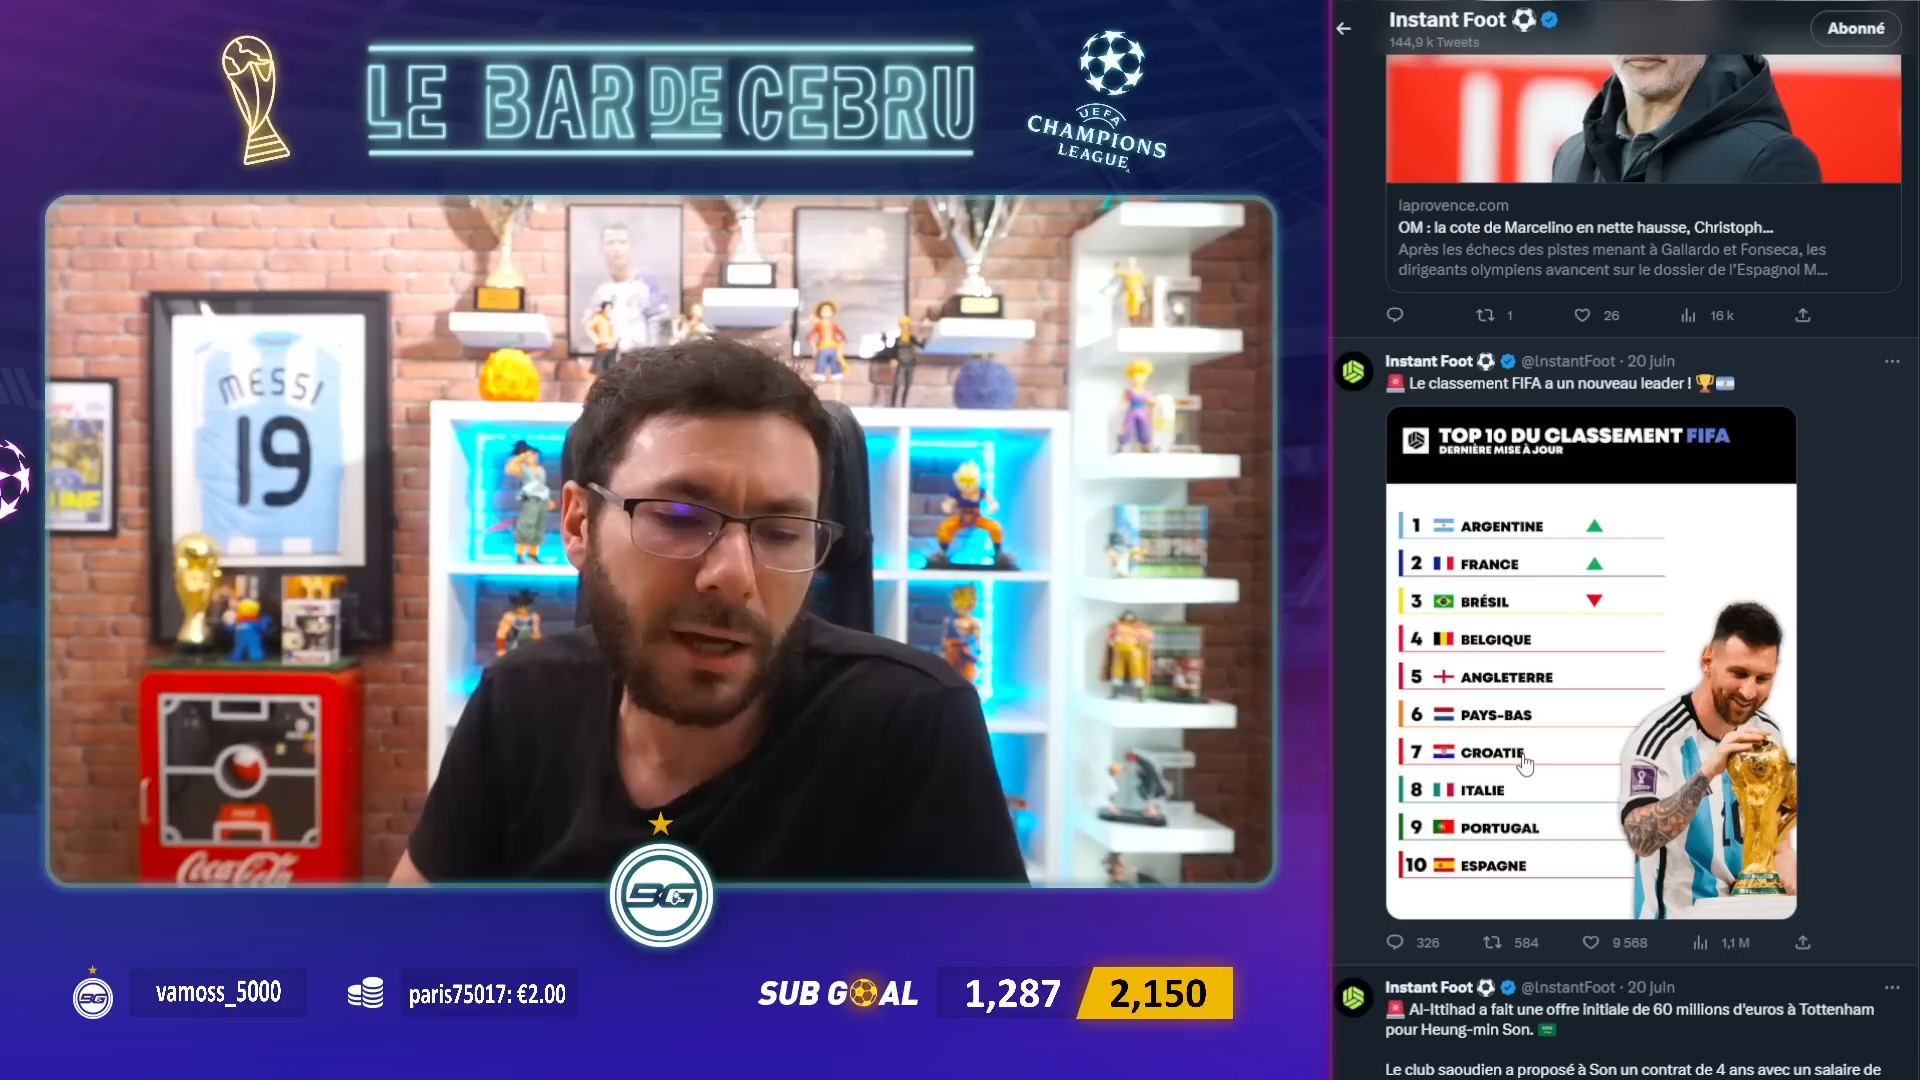 LE BAR DE CEBRU
UEFA
CHAMPIONS
LEAGUE
MESSI
19
Coca-Cola
BG
BG
vamoss_5000
paris75017: €2.00
SUB GOAL
1,287
2,150
Instant Foot
144,9 k Tweets
Abonné
laprovence.com
OM : la cote de Marcelino en nette hausse, Christoph...
Après les échecs des pistes menant à Gallardo et Fonseca, les
dirigeants olympiens avancent sur le dossier de l'Espagnol M...
1
26
16 k
Instant Foot @InstantFoot · 20 juin
Le classement FIFA a un nouveau leader !
TOP 10 DU CLASSEMENT FIFA
DERNIÈRE MISE À JOUR
1 ARGENTINE
2 FRANCE
3 BRÉSIL
4 BELGIQUE
5 ANGLETERRE
6 PAYS-BAS
7 CROATIE
8 ITALIE
9 PORTUGAL
10 ESPAGNE
326
584
9 568
1,1 M
Instant Foot @InstantFoot · 20 juin
Al-Ittihad a fait une offre initiale de 60 millions d'euros à Tottenham
pour Heung-min Son.
Le club saoudien a proposé à Son un contrat de 4 ans avec un salaire de